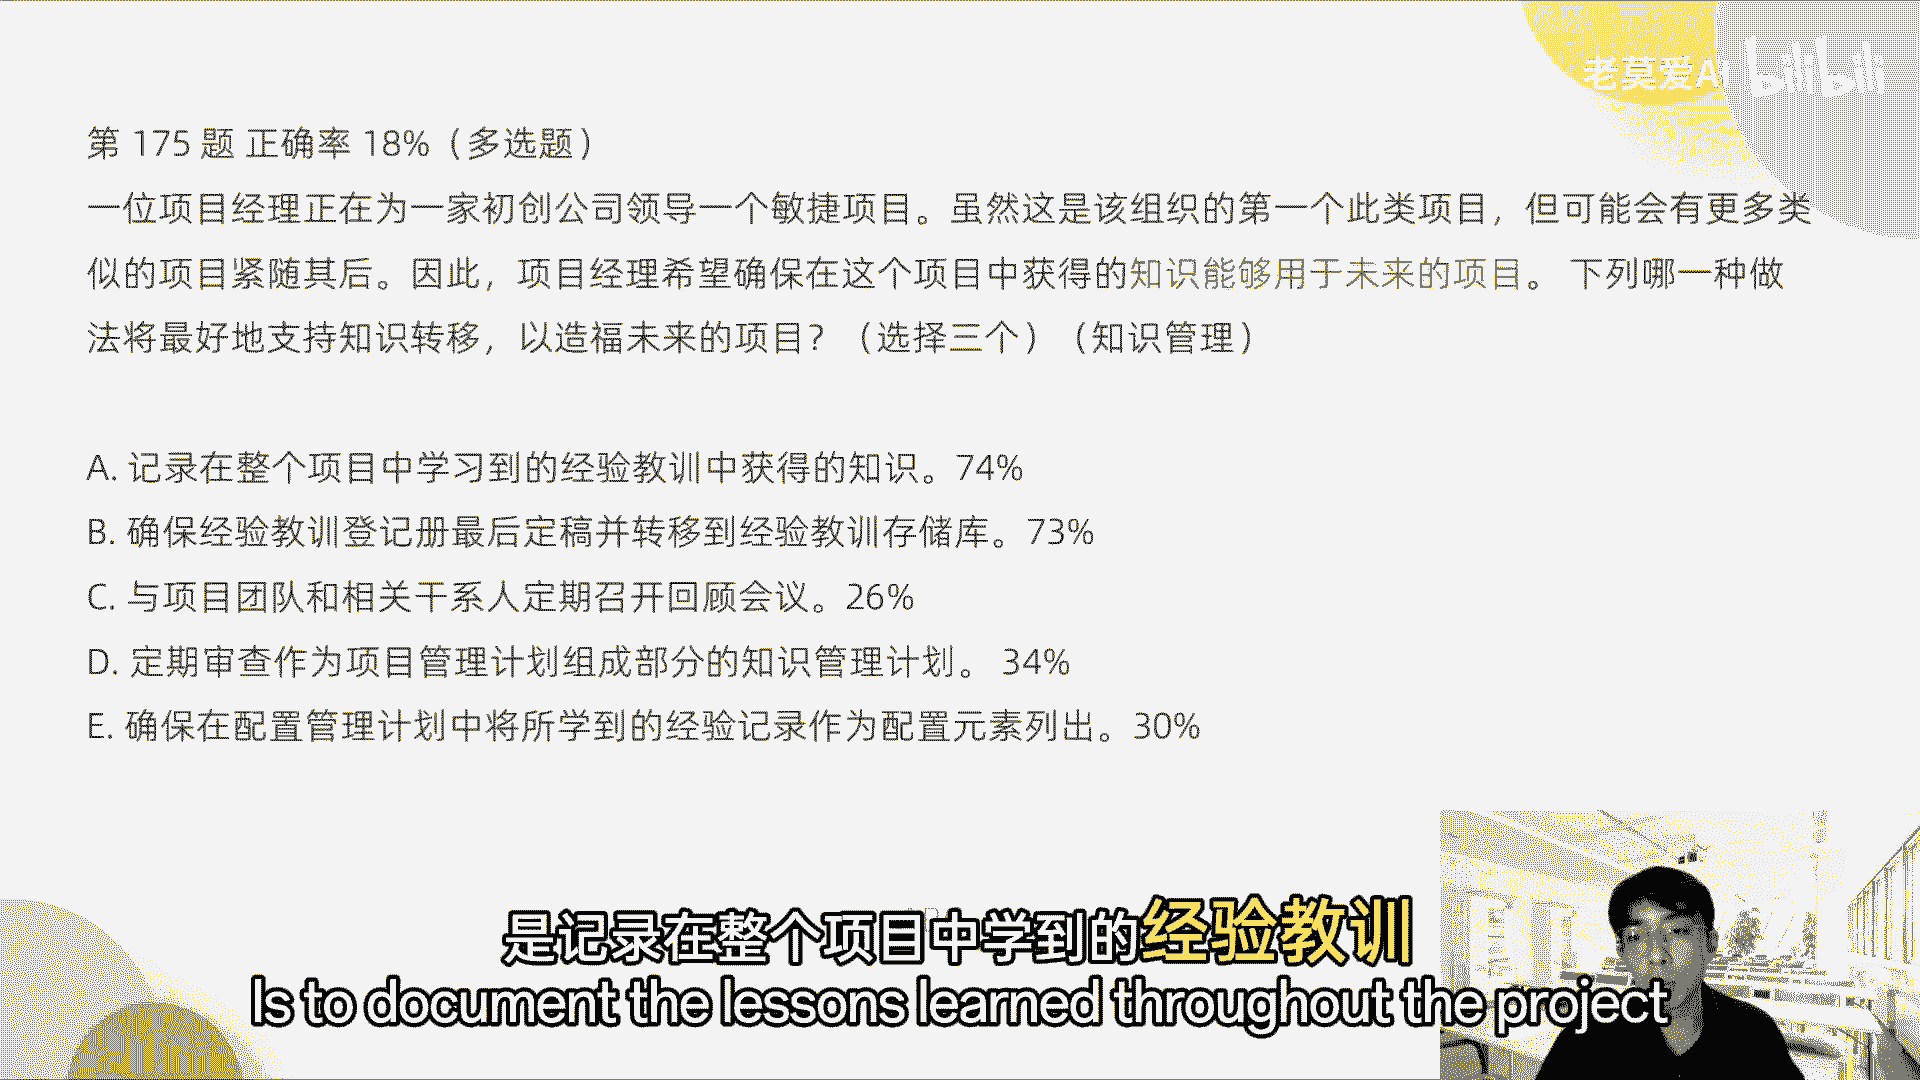 老莫爱A
bilibili
第 175 题 正确率 18%（多选题）
一位项目经理正在为一家初创公司领导一个敏捷项目。虽然这是该组织的第一个此类项目，但可能会有更多类
似的项目紧随其后。因此，项目经理希望确保在这个项目中获得的知识能够用于未来的项目。 下列哪一种做
法将最好地支持知识转移，以造福未来的项目？（选择三个）（知识管理）
A. 记录在整个项目中学习到的经验教训中获得的知识。74%
B. 确保经验教训登记册最后定稿并转移到经验教训存储库。73%
C. 与项目团队和相关干系人定期召开回顾会议。26%
D. 定期审查作为项目管理计划组成部分的知识管理计划。 34%
E. 确保在配置管理计划中将所学到的经验记录作为配置元素列出。30%
是记录在整个项目中学到的经验教训
Is to document the lessons learned throughout the project